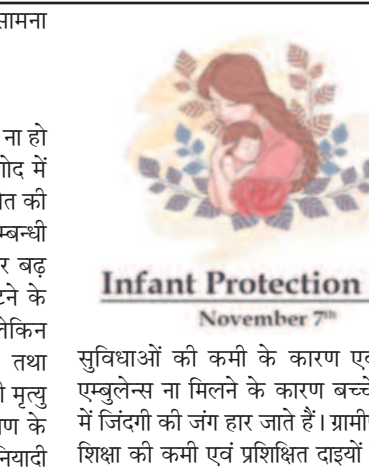 सामना
ना हो
गोद में
त की
म्बन्धी
र बढ़
टने के
लेकिन
तथा
ी मृत्यु
ण के
नियादी
Infant Protection
November 7th
सुविधाओं की कमी के कारण एव
एम्बुलेन्स ना मिलने के कारण बच्चे
में जिंदगी की जंग हार जाते हैं। ग्रामी
शिक्षा की कमी एवं प्रशिक्षित दाइयों